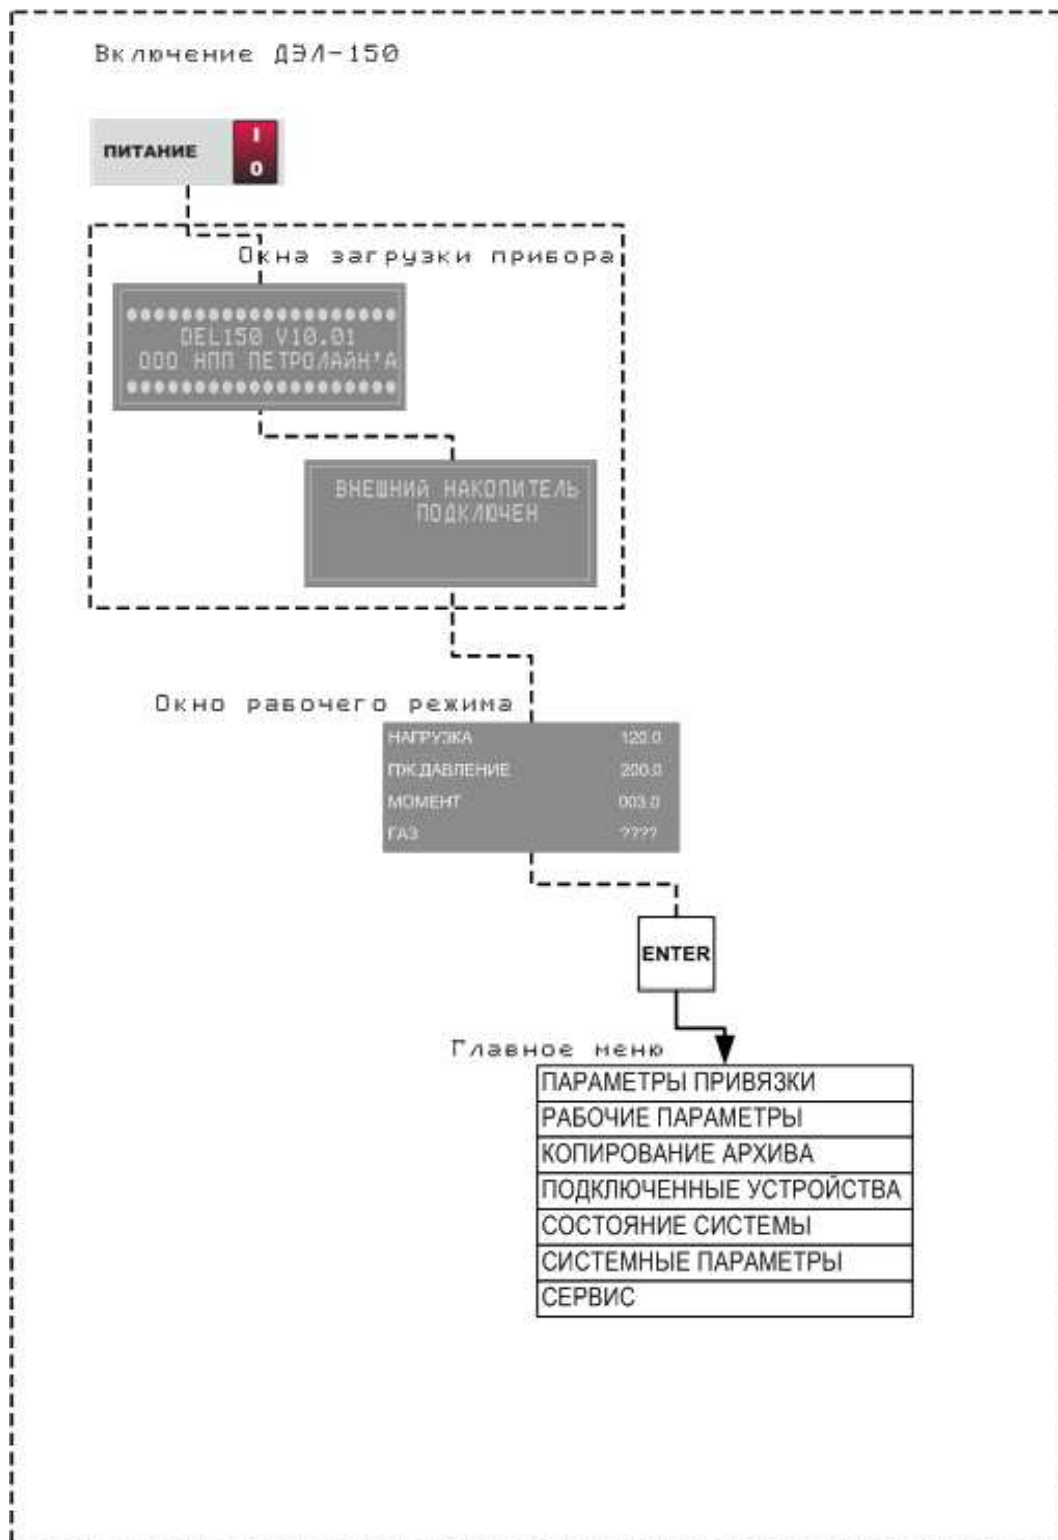 Включение ДЭЛ-150
ПИТАНИЕ
I
0
Окна загрузки прибора
DEL150 V10.01
ООО НПП ПЕТРОЛАЙН'А
ВНЕШНИЙ НАКОПИТЕЛЬ
ПОДКЛЮЧЕН
Окно рабочего режима
НАГРУЗКА 120.0
ПЖ.ДАВЛЕНИЕ 200.0
МОМЕНТ 003.0
ГАЗ ????
ENTER
Главное меню
ПАРАМЕТРЫ ПРИВЯЗКИ
РАБОЧИЕ ПАРАМЕТРЫ
КОПИРОВАНИЕ АРХИВА
ПОДКЛЮЧЕННЫЕ УСТРОЙСТВА
СОСТОЯНИЕ СИСТЕМЫ
СИСТЕМНЫЕ ПАРАМЕТРЫ
СЕРВИС